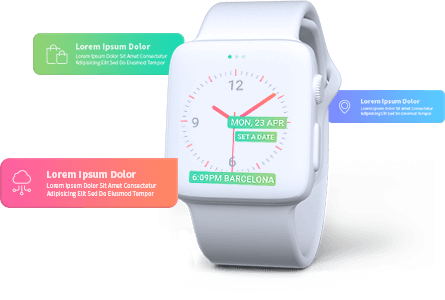 Lorem Ipsum Dolor
Lorem Ipsum Dolor Sit Amet Consectetur
Adipisicing Elit Sed Do Eiusmod Tempor
12
9
6
MON, 23 APR
SET A DATE
6:09PM BARCELONA
Lorem Ipsum Dolor
Lorem Ipsum Dolor Sit Amet Consectetur
Adipisicing Elit Sed Do Eiusmod Tempor
Lorem Ipsum Dolor
Lorem Ipsum Dolor Sit Amet Consectetur
Adipisicing Elit Sed Do Eiusmod Tempor